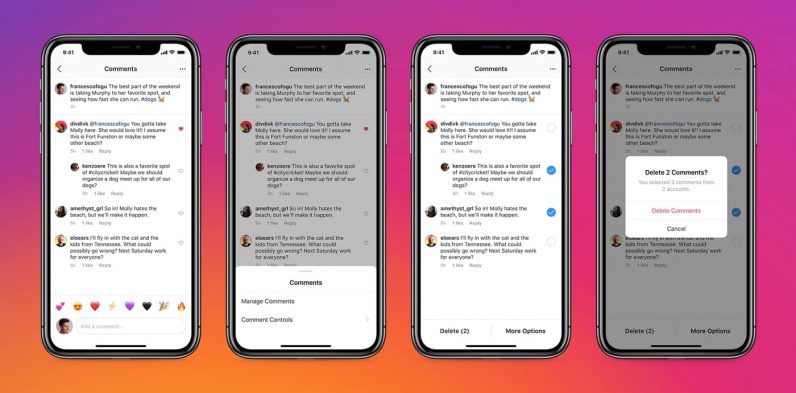 9:41
Comments
francescofogu The best part of the weekend
is taking Murphy to her favorite spot, and
seeing how fast she can run. #dogs 🐕
1h
divdivk @francescofogu You gotta take
Molly here. She would love it!! I assume
this is Fort Funston or maybe some
other beach?
5h 1 like Reply
kenzoere This is also a favorite spot
of #citycricket! Maybe we should
organize a dog meet up for all of our
dogs?
5h 1 like Reply
amethyst_grl So in! Molly hates the
beach, but we'll make it happen.
5h 1 like Reply
eloears I'll fly in with the cat and the
kids from Tennessee. What could
possibly go wrong? Next Saturday work
for everyone?
5h 1 like Reply
Add a comment...
9:41
Comments
francescofogu The best part of the weekend
is taking Murphy to her favorite spot, and
seeing how fast she can run. #dogs 🐕
1h
divdivk @francescofogu You gotta take
Molly here. She would love it!! I assume
this is Fort Funston or maybe some
other beach?
5h 1 like Reply
kenzoere This is also a favorite spot
of #citycricket! Maybe we should
organize a dog meet up for all of our
dogs?
5h 1 like Reply
amethyst_grl So in! Molly hates the
beach, but we'll make it happen.
5h 1 like Reply
eloears I'll fly in with the cat and the
Comments
Manage Comments
Comment Controls
9:41
Comments
francescofogu The best part of the weekend
is taking Murphy to her favorite spot, and
seeing how fast she can run. #dogs 🐕
1h
divdivk @francescofogu You gotta take
Molly here. She would love it!! I assume
this is Fort Funston or maybe some
other beach?
5h 1 like Reply
kenzoere This is also a favorite spot
of #citycricket! Maybe we should
organize a dog meet up for all of our
dogs?
5h 1 like Reply
amethyst_grl So in! Molly hates the
beach, but we'll make it happen.
5h 1 like Reply
eloears I'll fly in with the cat and the
kids from Tennessee. What could
possibly go wrong? Next Saturday work
for everyone?
5h 1 like Reply
Delete (2)
More Options
9:41
Comments
francescofogu The best part of the weekend
is taking Murphy to her favorite spot, and
seeing how fast she can run. #dogs 🐕
1h
divdivk @francescofogu You gotta take
Molly here. She would love it!! I assume
Delete 2 Comments?
You selected 3 comments from
2 accounts.
Delete Comments
Cancel
eloears I'll fly in with the cat and the
kids from Tennessee. What could
possibly go wrong? Next Saturday work
for everyone?
5h 1 like Reply
Delete (2)
More Options